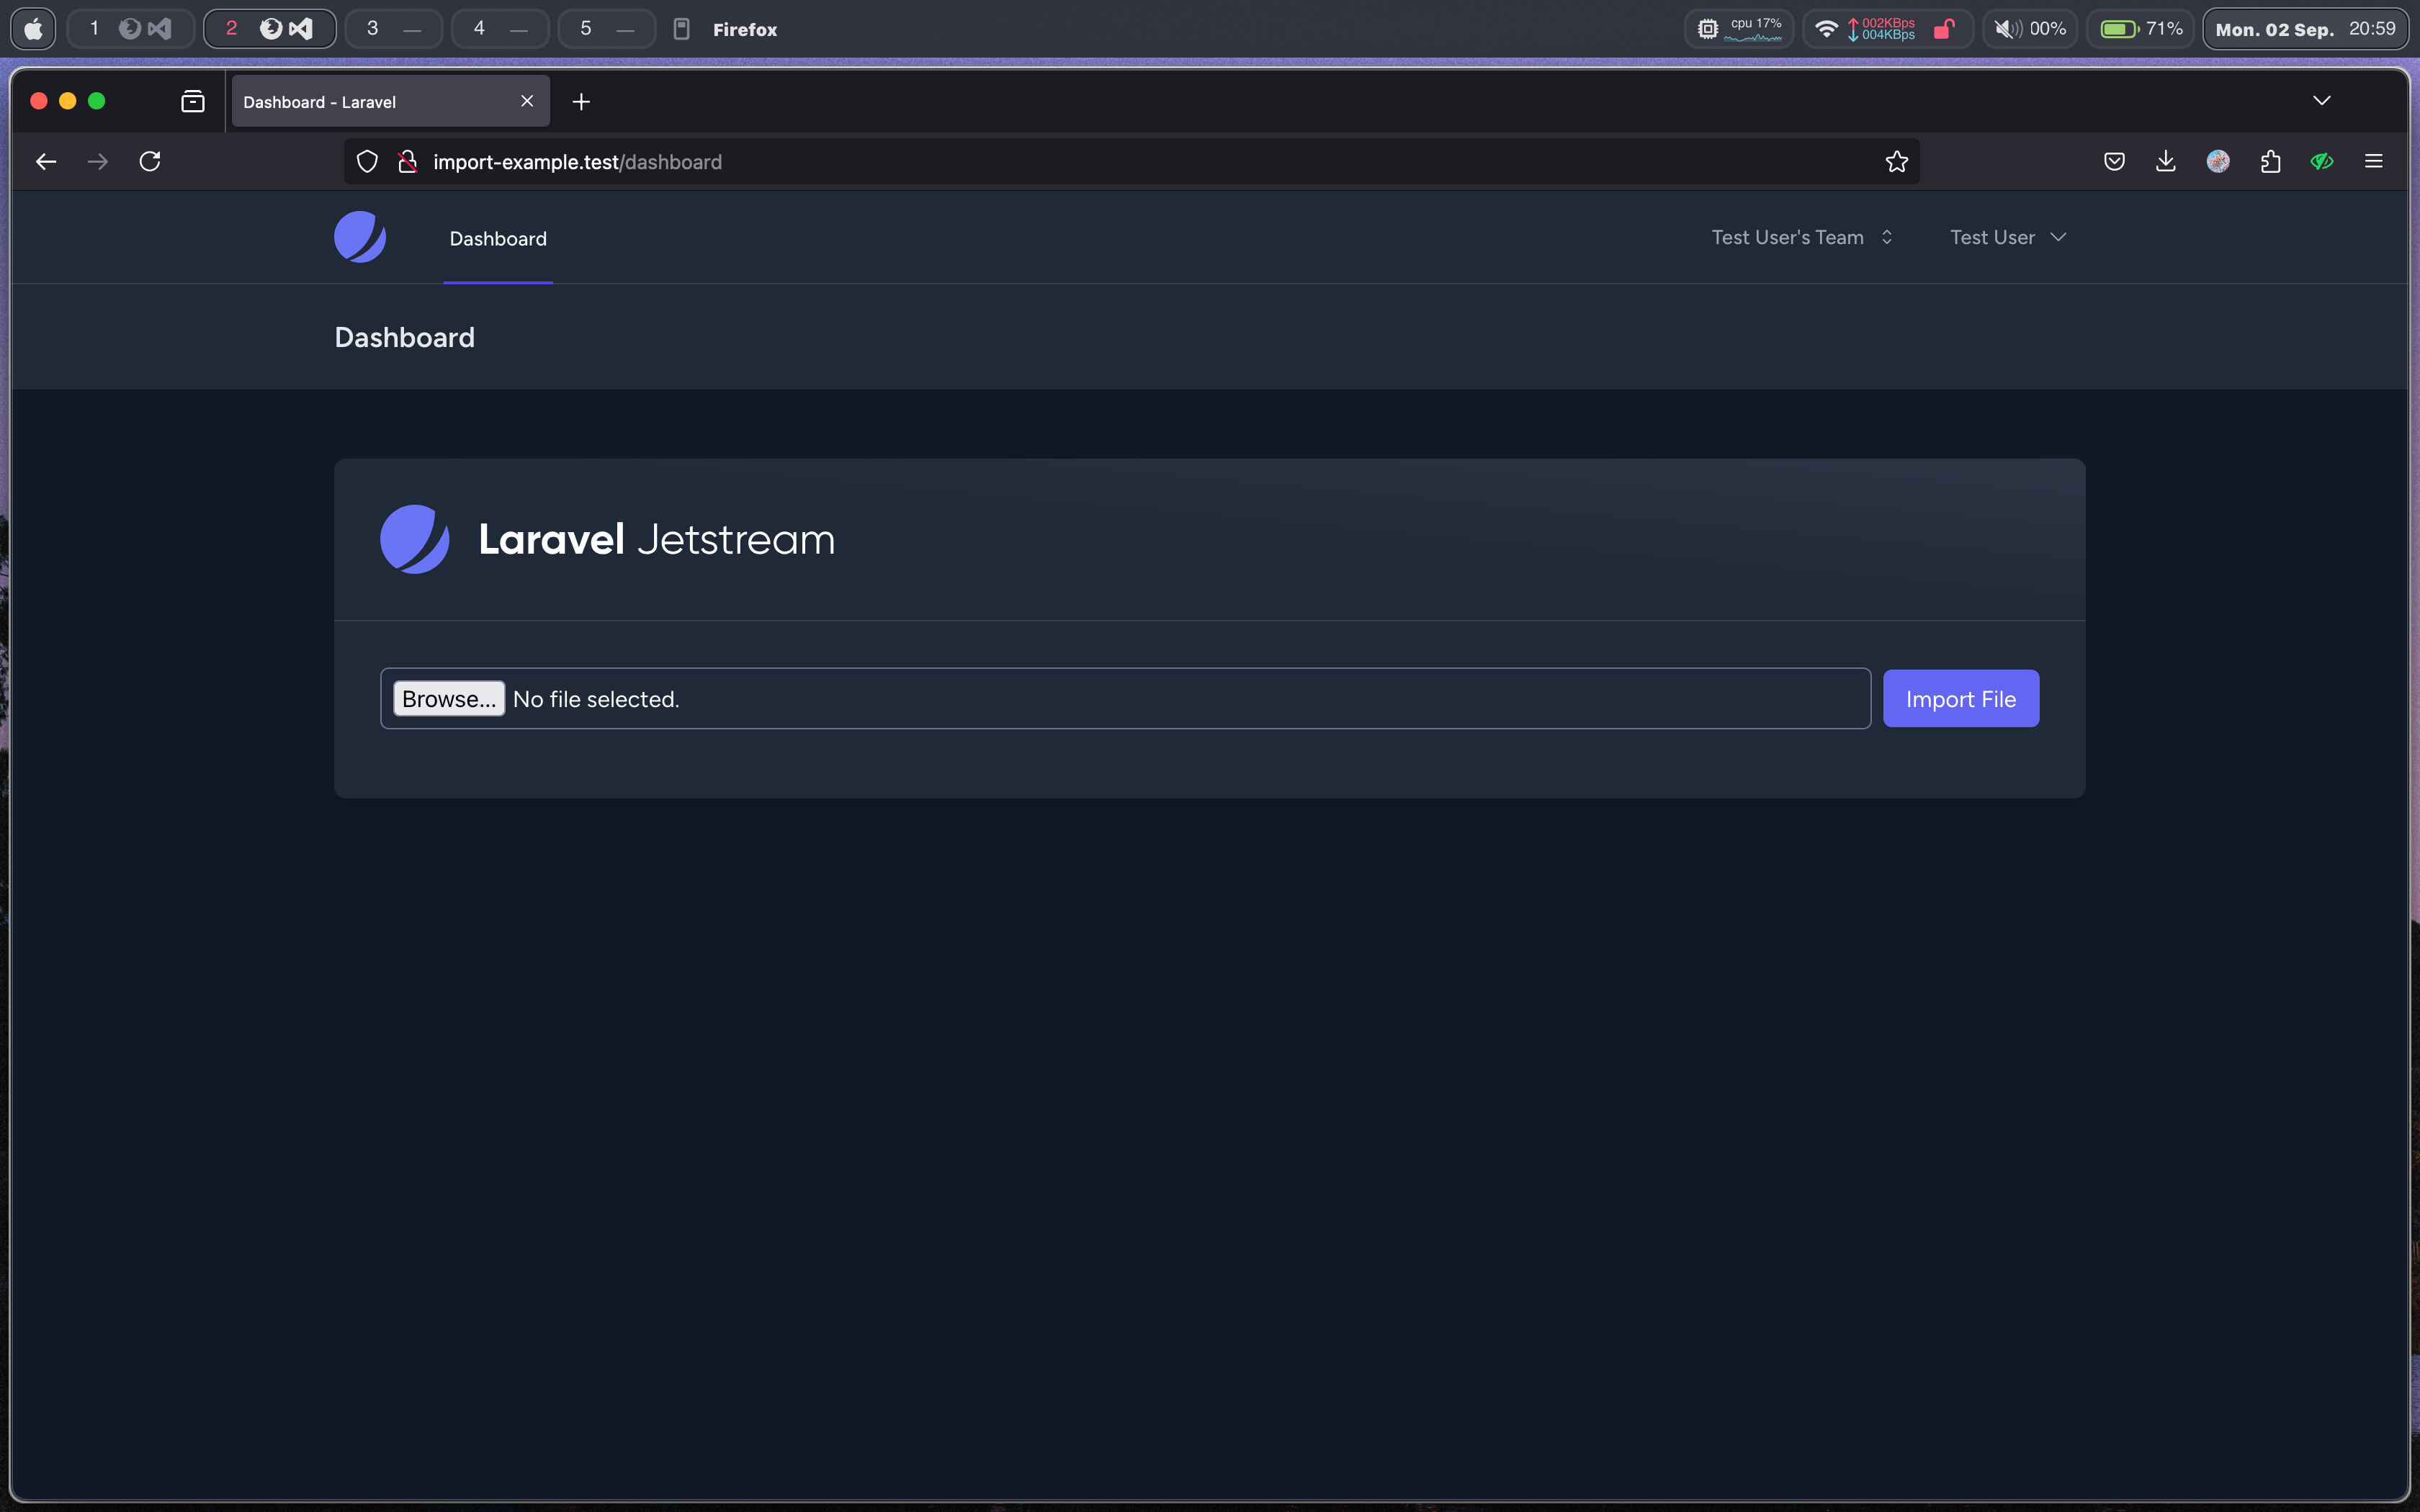 1 2 3 — 4 — 5 — Firefox cpu 17% 002KBps 004KBps 00% 71% Mon. 02 Sep. 20:59
Dashboard - Laravel
import-example.test/dashboard
Dashboard Test User's Team Test User
Dashboard
Laravel Jetstream
Browse... No file selected. Import File